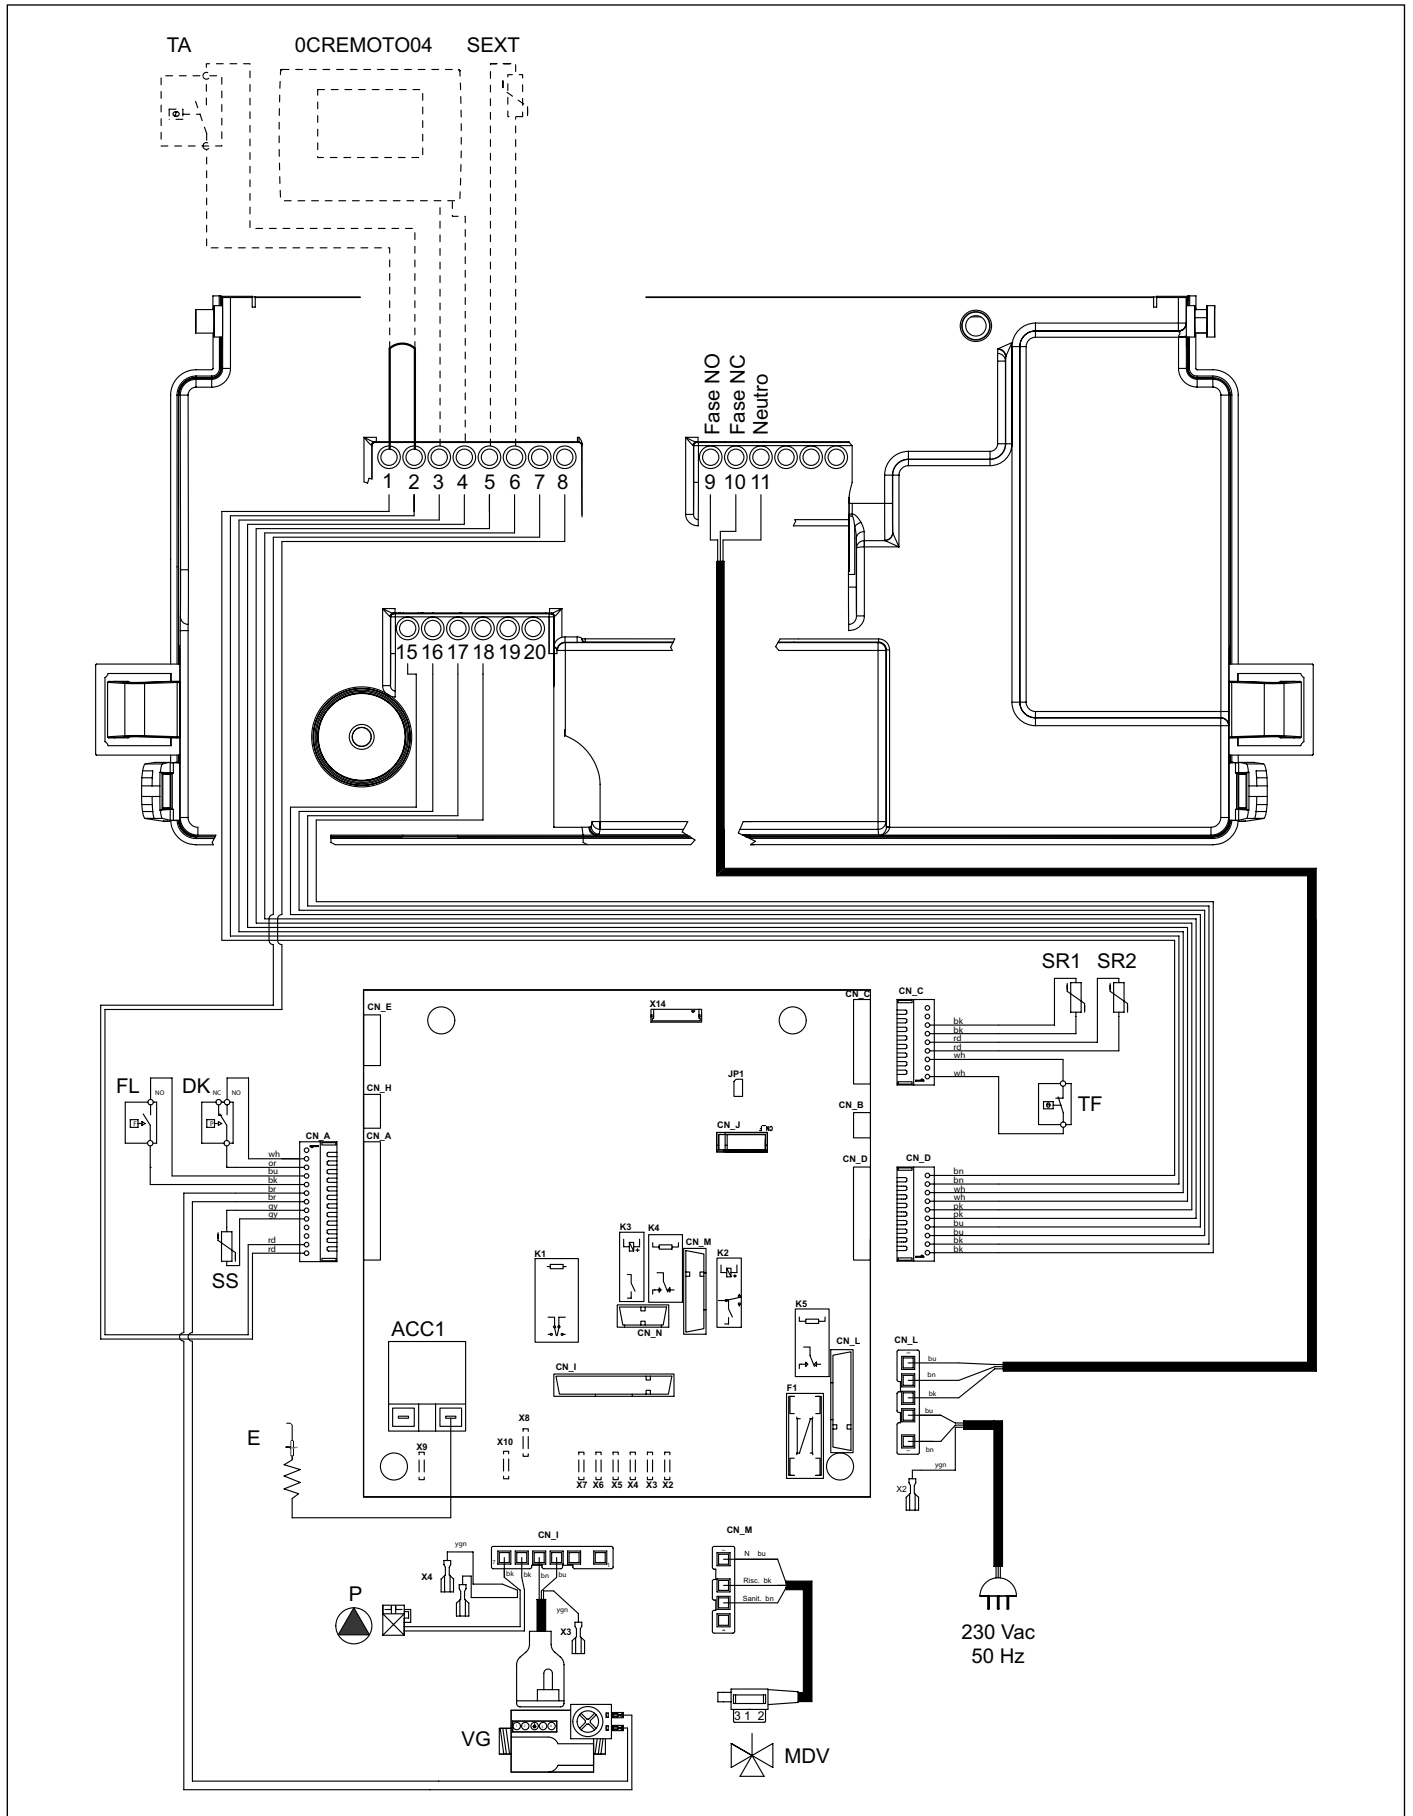 TA 0CREMOTO04 SEXT
Fase NO
Fase NC
Neutro
1 2 3 4 5 6 7 8
9 10 11
15 16 17 18 19 20
SR1 SR2
CN_E
X14
CN_C
CN_C
bk
bk
rd
rd
wh
wh
TF
JP1
CN_H
CN_B
CN_J
FL NO
DK NC NO
CN_A
CN_A
wh
or
bu
bk
br
br
gy
gy
rd
rd
SS
CN_D
CN_D
bn
bn
wh
wh
pk
pk
bu
bu
bk
bk
K3 K4
CN_M
K2
K1
CN_N
K5
CN_L
CN_L
bu
bn
bk
bu
bn
ygn
X2
ACC1
CN_I
F1
E
X9
X10
X8
X7 X6 X5 X4 X3 X2
230 Vac
50 Hz
CN_I
7 1
ygn
bk bk bn bu
X4
ygn
X3
P
VG
CN_M
N bu
Risc. bk
Sanit. bn
3 1 2
MDV